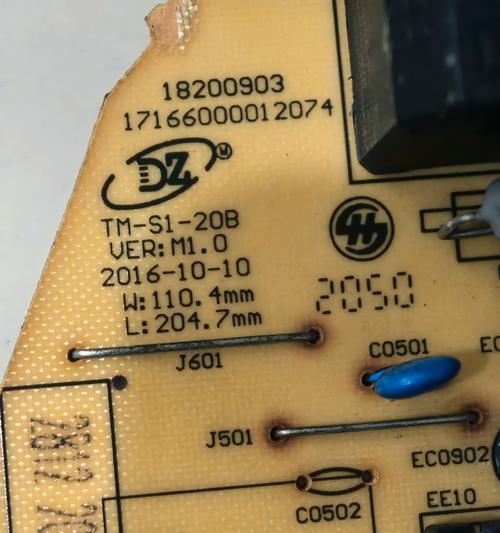 18200903
17166000012074
DZ
TM-S1-20B
VER:M1.0
2016-10-10
W:110.4mm
L:204.7mm
2050
J601
C0501
J501
EC0902
C0502
EE10